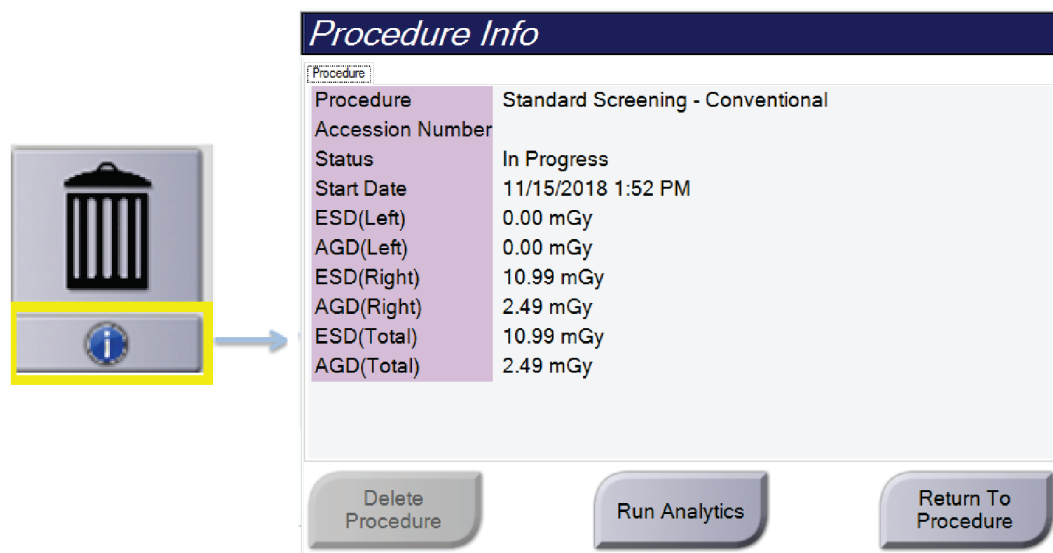 Procedure Info
Procedure
Procedure Standard Screening - Conventional
Accession Number
Status In Progress
Start Date 11/15/2018 1:52 PM
ESD(Left) 0.00 mGy
AGD(Left) 0.00 mGy
ESD(Right) 10.99 mGy
AGD(Right) 2.49 mGy
ESD(Total) 10.99 mGy
AGD(Total) 2.49 mGy
i
Delete
Procedure
Run Analytics
Return To
Procedure